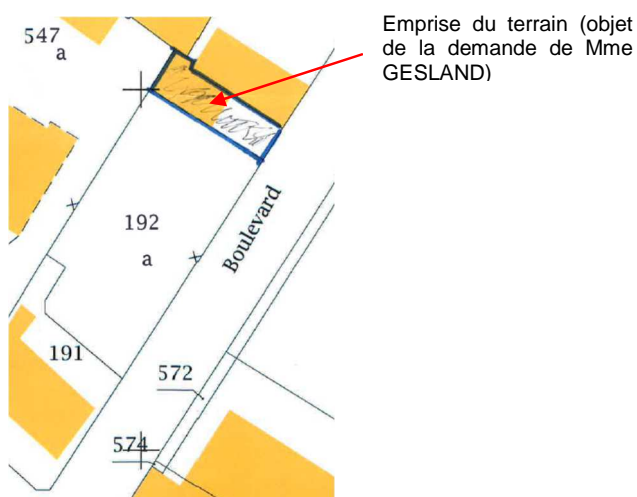 Emprise du terrain (objet
de la demande de Mme
GESLAND)
547
a
192
a
Boulevard
191
572
574